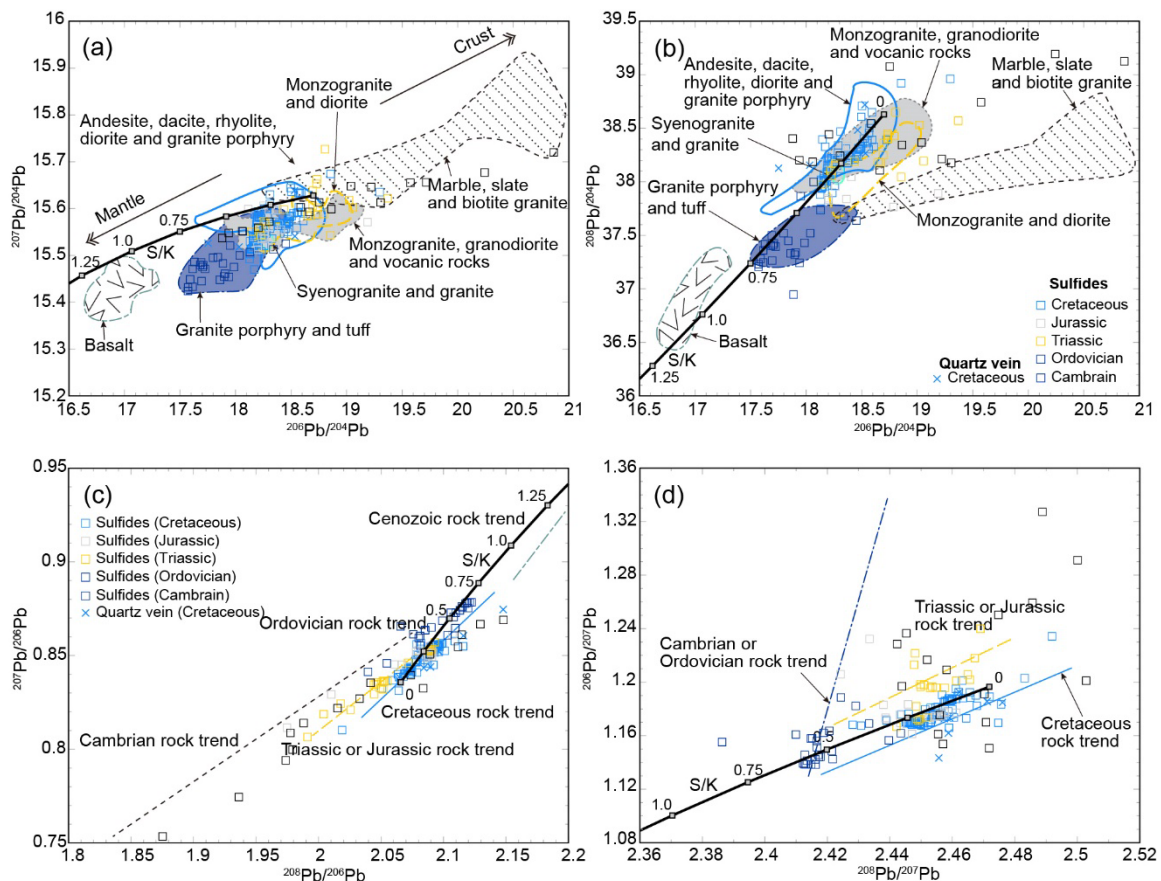 (a)
16
15.9
15.8
15.7
15.6
15.5
15.4
15.3
15.2
16.5
17
17.5
18
18.5
19
19.5
20
20.5
21
207Pb/204Pb
206Pb/204Pb
Crust
Monzogranite
and diorite
Andesite, dacite, rhyolite,
diorite and granite porphyry
Mantle
0
0.75
1.0
1.25
S/K
Marble, slate
and biotite granite
Monzogranite, granodiorite
and vocanic rocks
Syenogranite and granite
Granite porphyry and tuff
Basalt
(b)
39.5
39
38.5
38
37.5
37
36.5
36
16.5
17
17.5
18
18.5
19
19.5
20
20.5
21
208Pb/204Pb
206Pb/204Pb
Monzogranite, granodiorite
and vocanic rocks
Andesite, dacite,
rhyolite, diorite and
granite porphyry
Marble, slate
and biotite granite
0
Syenogranite
and granite
Granite porphyry
and tuff
Monzogranite and diorite
0.75
1.0
S/K
Basalt
1.25
Sulfides
Cretaceous
Jurassic
Triassic
Ordovician
Cambrain
Quartz vein
Cretaceous
(c)
0.95
0.9
0.85
0.8
0.75
1.8
1.85
1.9
1.95
2
2.05
2.1
2.15
2.2
207Pb/206Pb
208Pb/206Pb
Sulfides (Cretaceous)
Sulfides (Jurassic)
Sulfides (Triassic)
Sulfides (Ordovician)
Sulfides (Cambrain)
Quartz vein (Cretaceous)
1.25
Cenozoic rock trend
1.0
S/K
0.75
0.5
Ordovician rock trend
0
Cretaceous rock trend
Cambrian rock trend
Triassic or Jurassic rock trend
(d)
1.36
1.32
1.28
1.24
1.20
1.16
1.12
1.08
2.36
2.38
2.4
2.42
2.44
2.46
2.48
2.5
2.52
206Pb/207Pb
208Pb/207Pb
Triassic or Jurassic
rock trend
Cambrian or
Ordovician rock trend
0
0.5
0.75
S/K
1.0
Cretaceous
rock trend